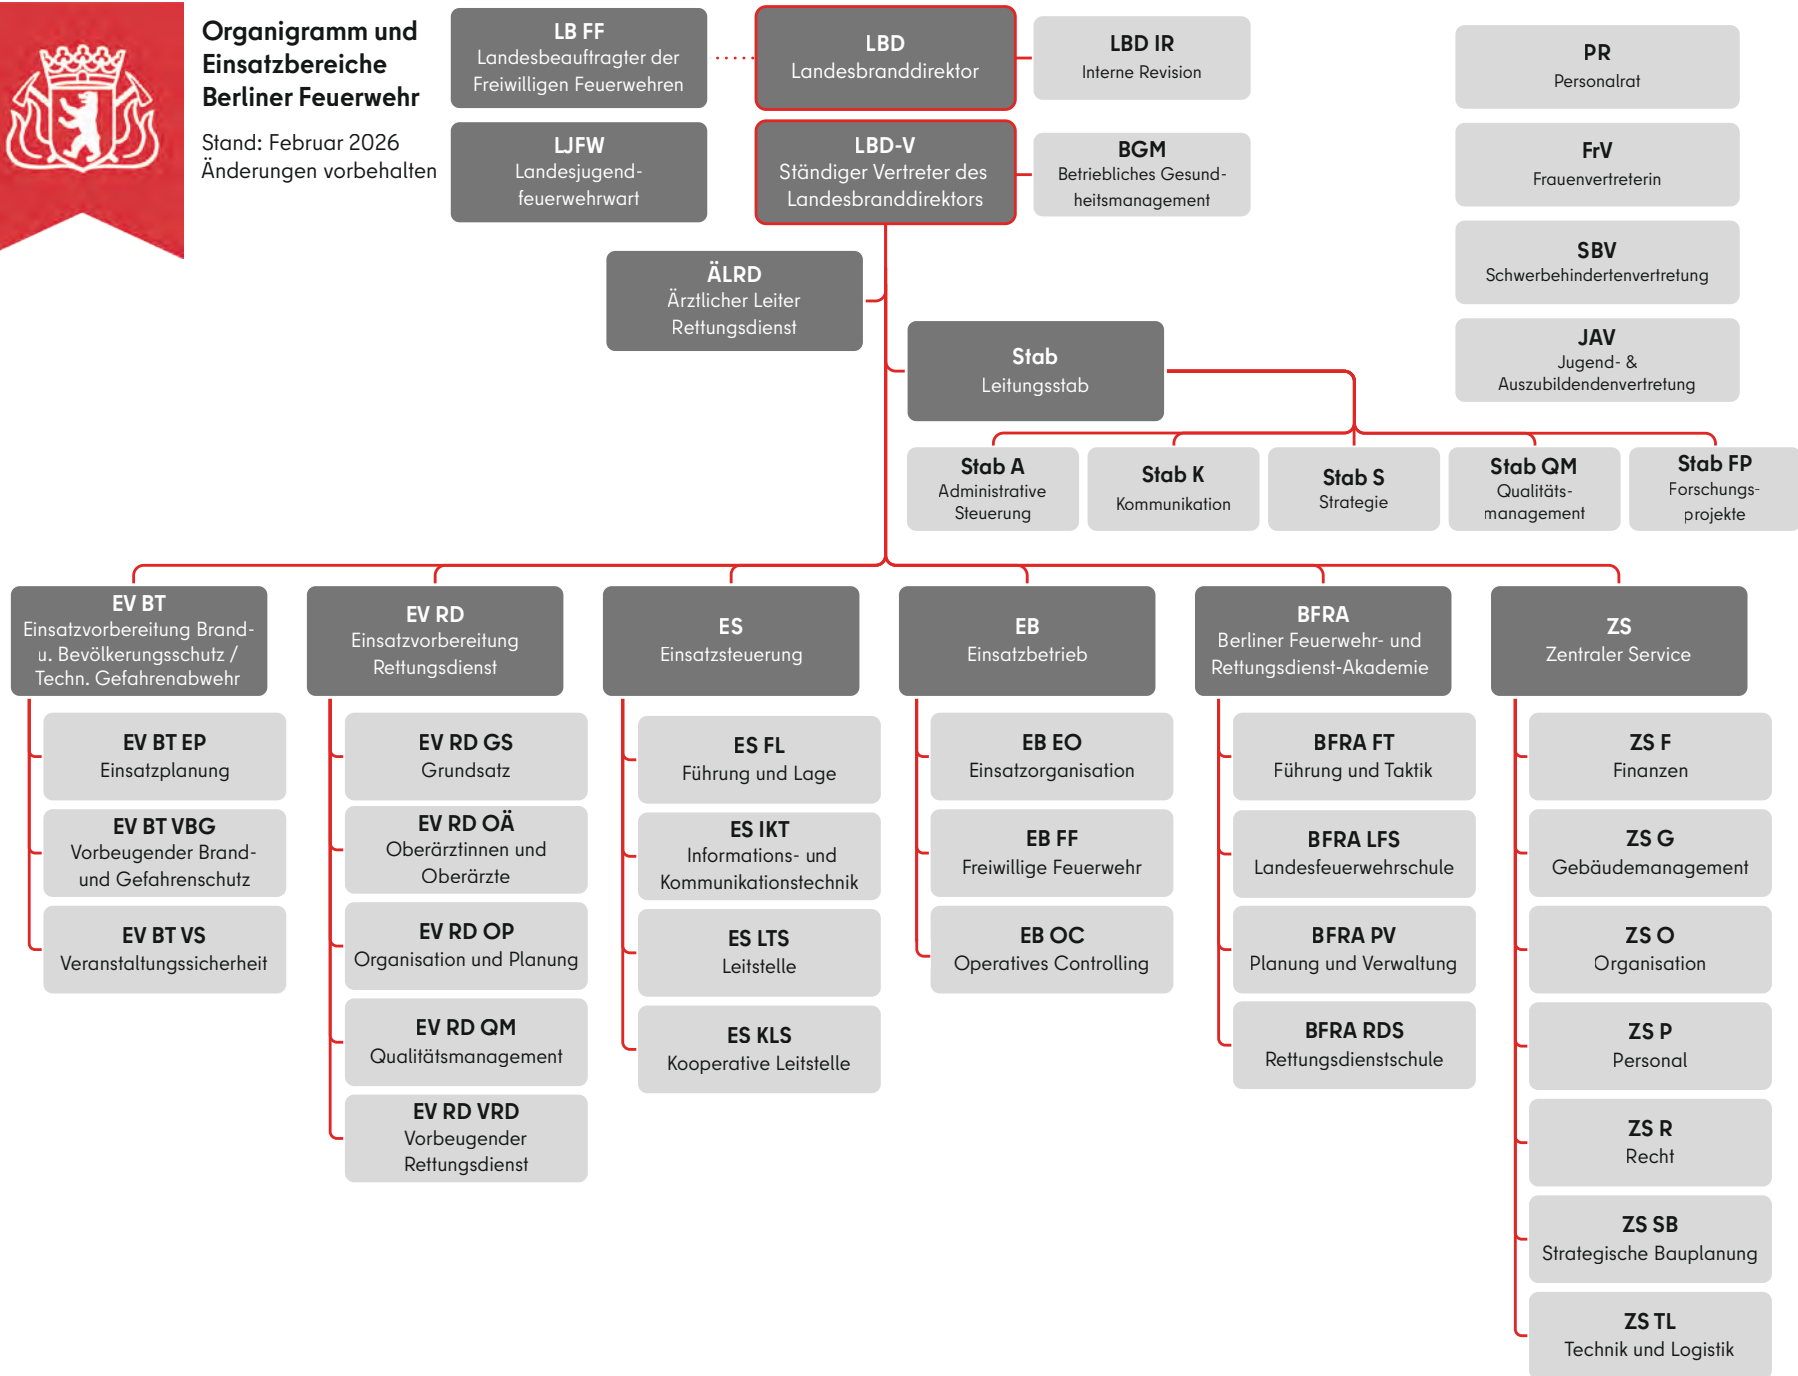 Organigramm und
Einsatzbereiche
Berliner Feuerwehr
Stand: Februar 2026
Änderungen vorbehalten
LB FF
Landesbeauftragter der
Freiwilligen Feuerwehren
LBD
Landesbranddirektor
LBD IR
Interne Revision
PR
Personalrat
LJFW
Landesjugend-
feuerwehrwart
LBD-V
Ständiger Vertreter des
Landesbranddirektors
BGM
Betriebliches Gesund-
heitsmanagement
FrV
Frauenvertreterin
SBV
Schwerbehindertenvertretung
JAV
Jugend- &
Auszubildendenvertretung
ÄLRD
Ärztlicher Leiter
Rettungsdienst
Stab
Leitungsstab
Stab A
Administrative
Steuerung
Stab K
Kommunikation
Stab S
Strategie
Stab QM
Qualitäts-
management
Stab FP
Forschungs-
projekte
EV BT
Einsatzvorbereitung Brand-
u. Bevölkerungsschutz /
Techn. Gefahrenabwehr
EV BT EP
Einsatzplanung
EV BT VBG
Vorbeugender Brand-
und Gefahrenschutz
EV BT VS
Veranstaltungssicherheit
EV RD
Einsatzvorbereitung
Rettungsdienst
EV RD GS
Grundsatz
EV RD OÄ
Oberärztinnen und
Oberärzte
EV RD OP
Organisation und Planung
EV RD QM
Qualitätsmanagement
EV RD VRD
Vorbeugender
Rettungsdienst
ES
Einsatzsteuerung
ES FL
Führung und Lage
ES IKT
Informations- und
Kommunikationstechnik
ES LTS
Leitstelle
ES KLS
Kooperative Leitstelle
EB
Einsatzbetrieb
EB EO
Einsatzorganisation
EB FF
Freiwillige Feuerwehr
EB OC
Operatives Controlling
BFRA
Berliner Feuerwehr- und
Rettungsdienst-Akademie
BFRA FT
Führung und Taktik
BFRA LFS
Landesfeuerwehrschule
BFRA PV
Planung und Verwaltung
BFRA RDS
Rettungsdienstschule
ZS
Zentraler Service
ZS F
Finanzen
ZS G
Gebäudemanagement
ZS O
Organisation
ZS P
Personal
ZS R
Recht
ZS SB
Strategische Bauplanung
ZS TL
Technik und Logistik